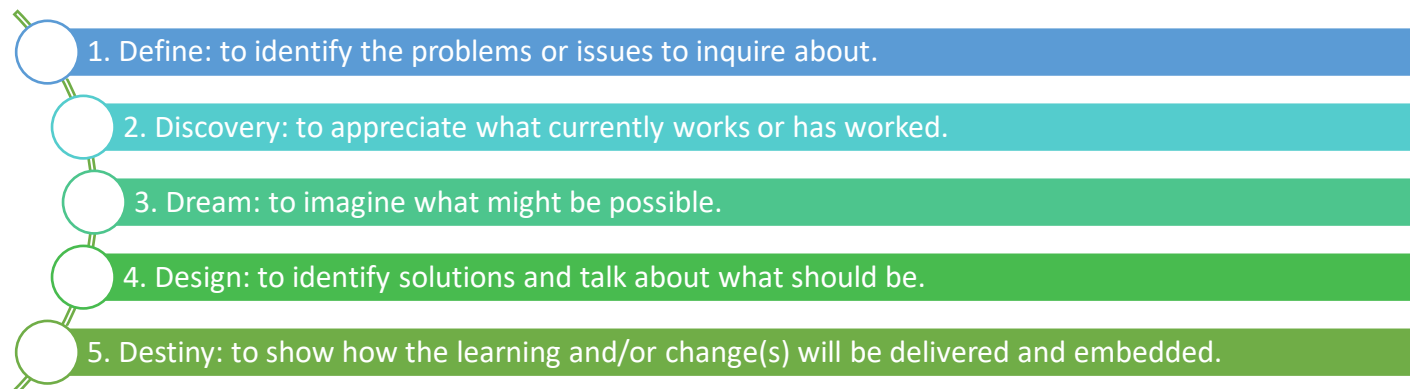 1. Define: to identify the problems or issues to inquire about.
2. Discovery: to appreciate what currently works or has worked.
3. Dream: to imagine what might be possible.
4. Design: to identify solutions and talk about what should be.
5. Destiny: to show how the learning and/or change(s) will be delivered and embedded.